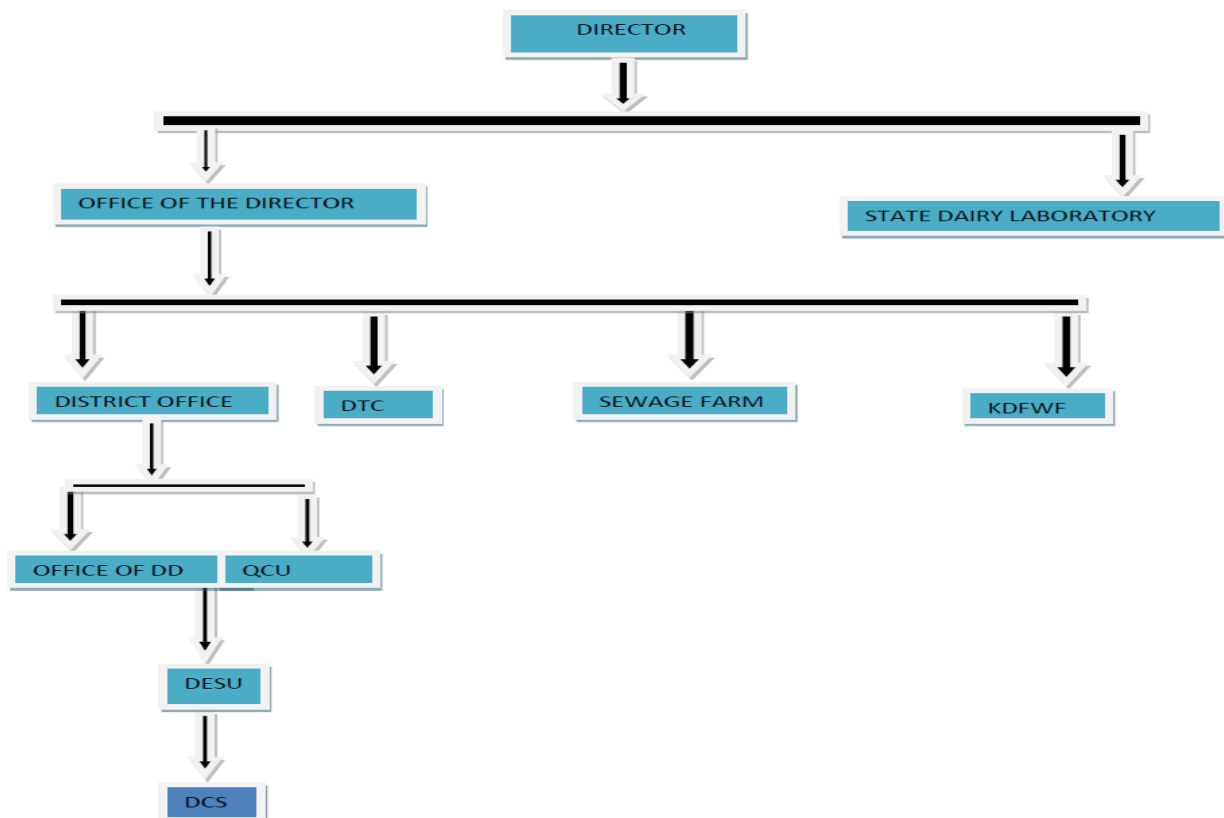 DIRECTOR
OFFICE OF THE DIRECTOR
STATE DAIRY LABORATORY
DISTRICT OFFICE
DTC
SEWAGE FARM
KDFWF
OFFICE OF DD
QCU
DESU
DCS